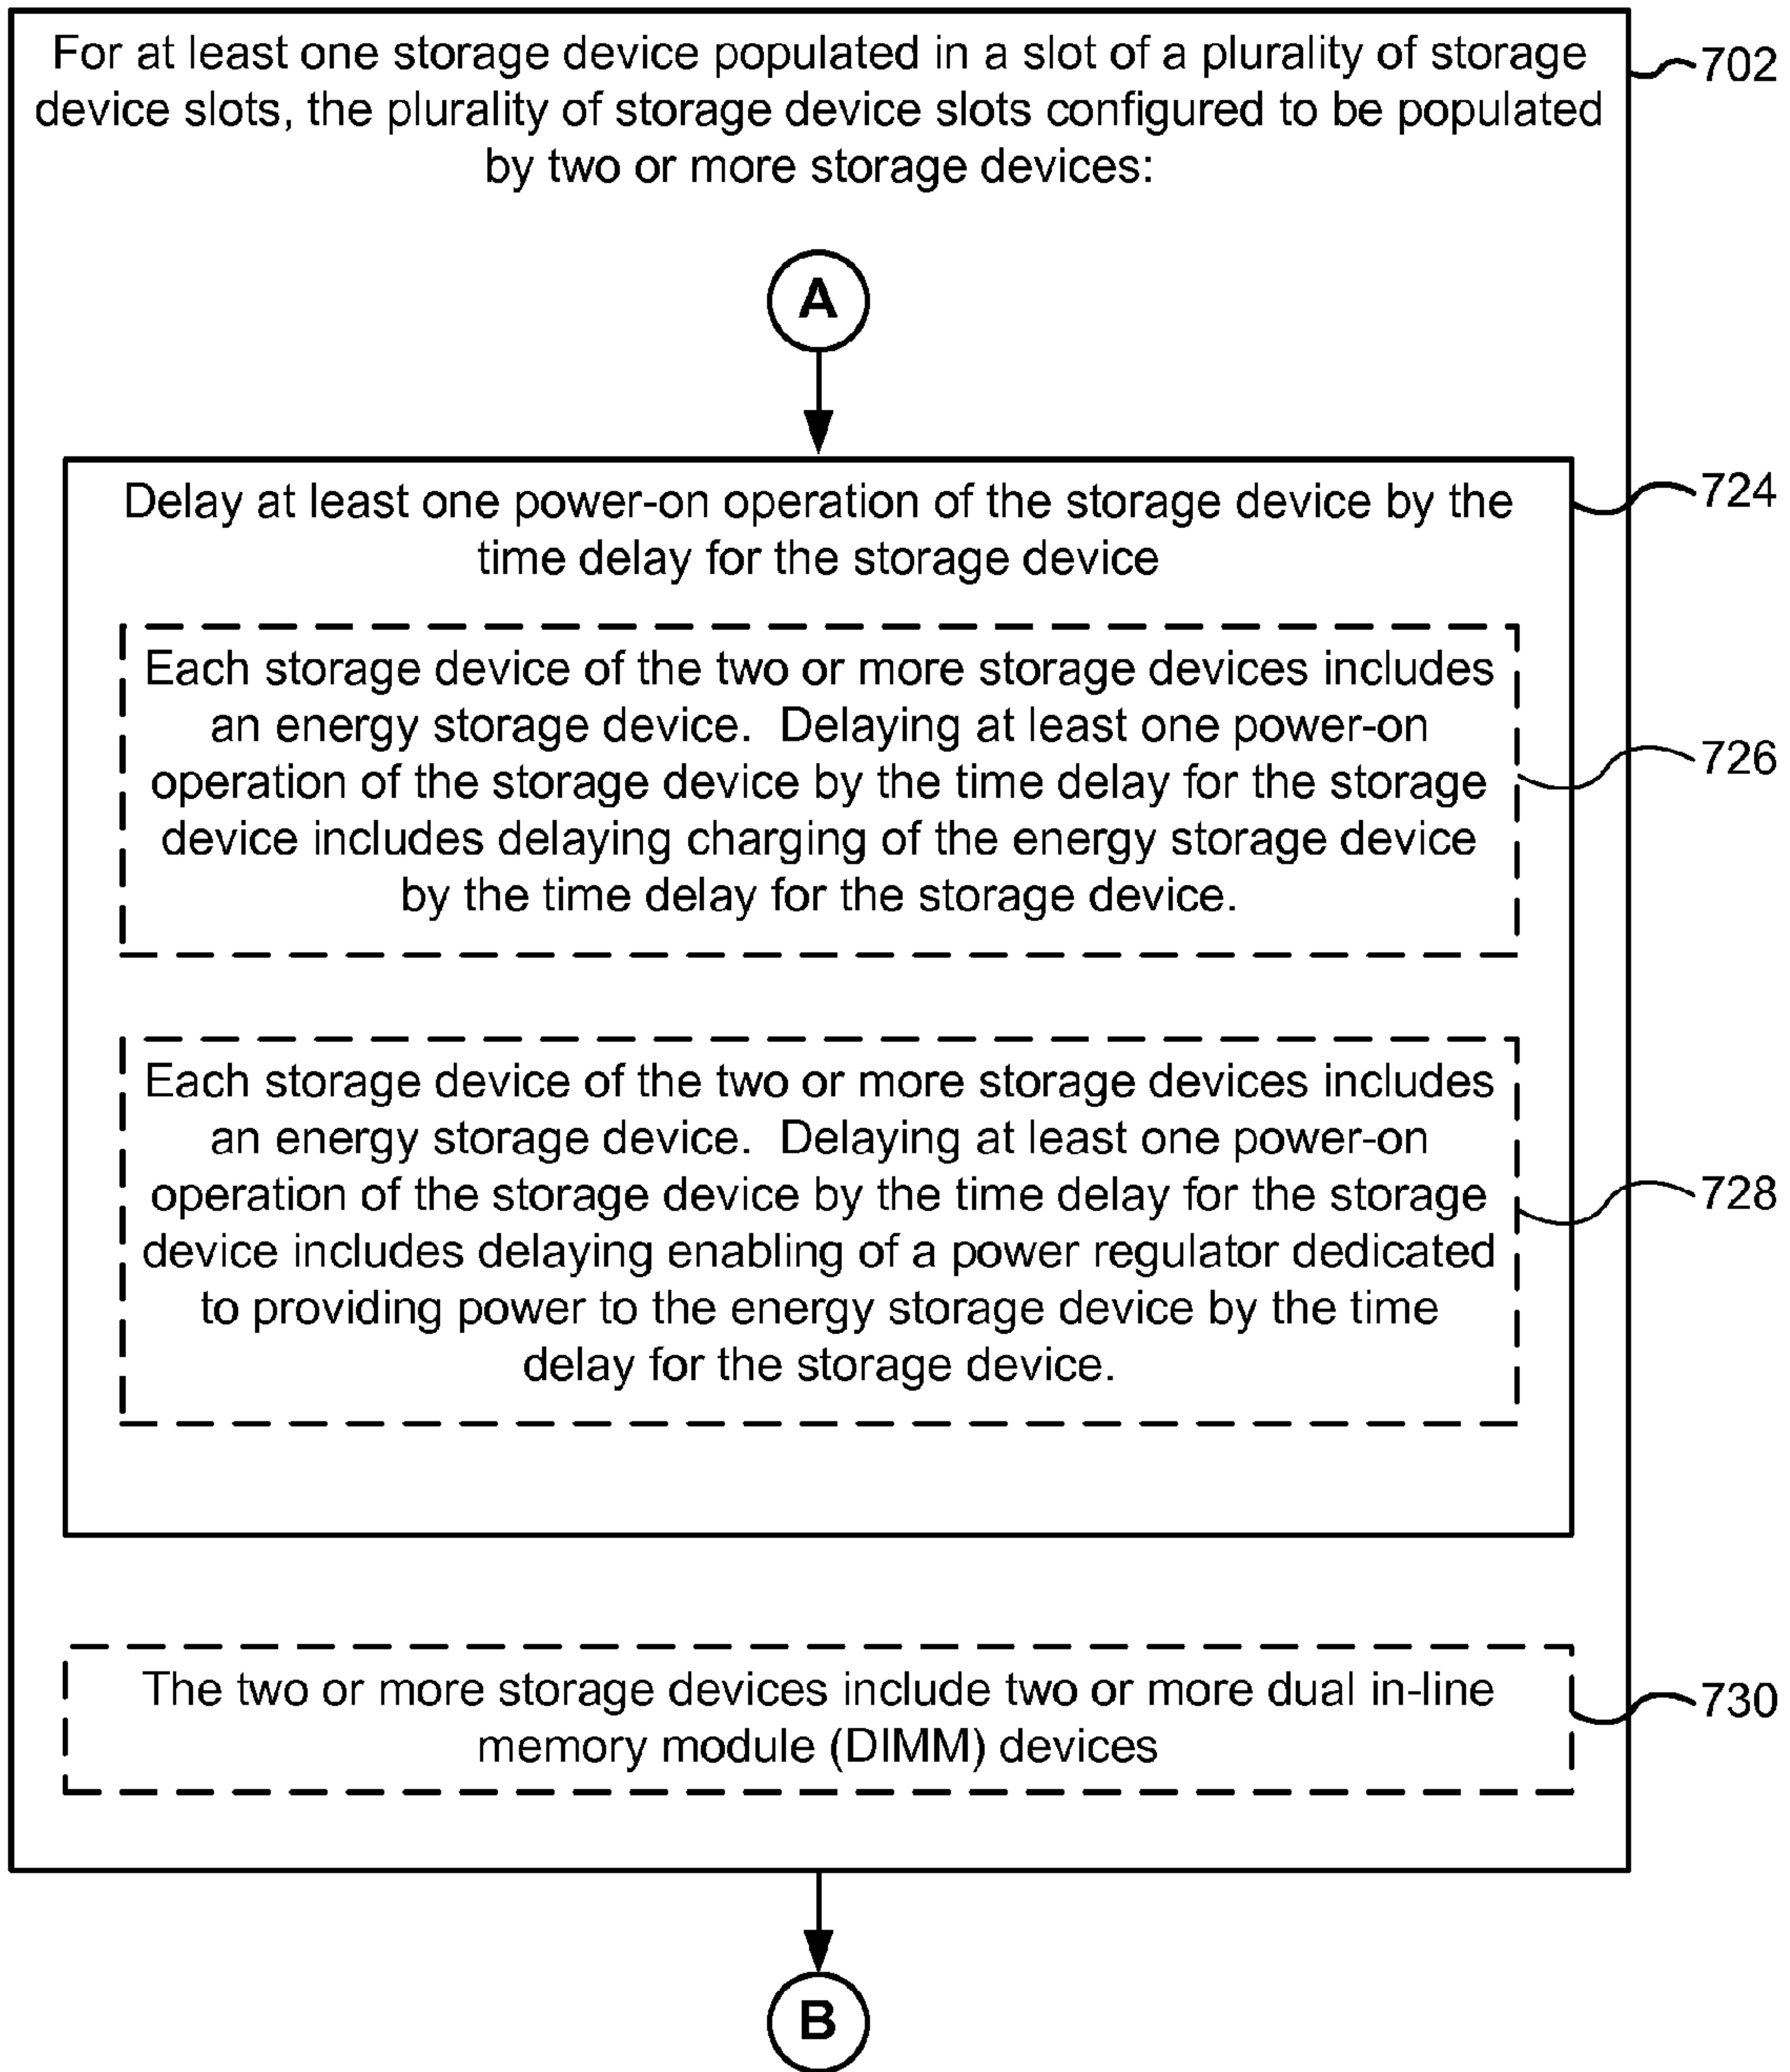 For at least one storage device populated in a slot of a plurality of storage
device slots, the plurality of storage device slots configured to be populated
by two or more storage devices:
702
A
Delay at least one power-on operation of the storage device by the
time delay for the storage device
724
Each storage device of the two or more storage devices includes
an energy storage device.  Delaying at least one power-on
operation of the storage device by the time delay for the storage
device includes delaying charging of the energy storage device
by the time delay for the storage device.
726
Each storage device of the two or more storage devices includes
an energy storage device.  Delaying at least one power-on
operation of the storage device by the time delay for the storage
device includes delaying enabling of a power regulator dedicated
to providing power to the energy storage device by the time
delay for the storage device.
728
The two or more storage devices include two or more dual in-line
memory module (DIMM) devices
730
B